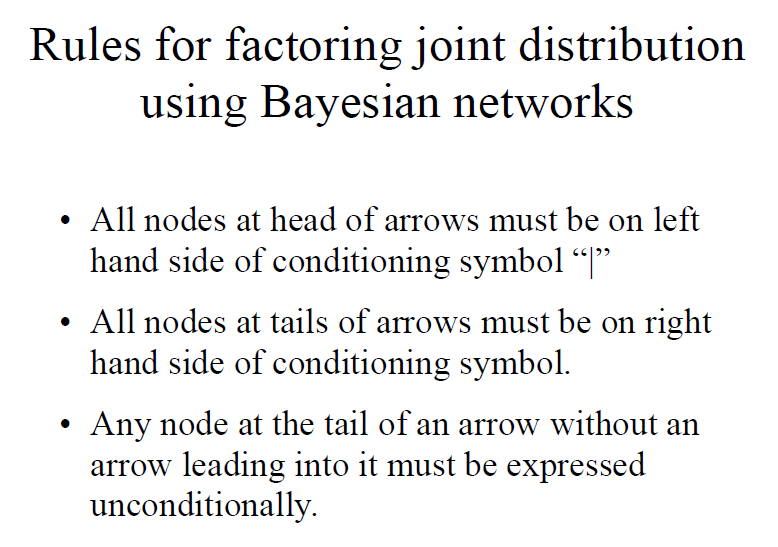 Rules for factoring joint distribution
using Bayesian networks
• All nodes at head of arrows must be on left
hand side of conditioning symbol “|”
• All nodes at tails of arrows must be on right
hand side of conditioning symbol.
• Any node at the tail of an arrow without an
arrow leading into it must be expressed
unconditionally.